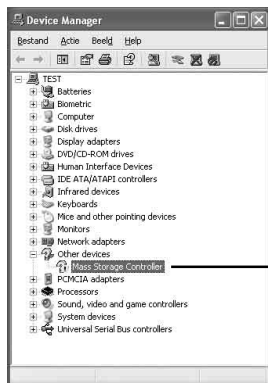 Device Manager
Bestand Actie Beeld Help
TEST
Batteries
Biometric
Computer
Disk drives
Display adapters
DVD/CD-ROM drives
Human Interface Devices
IDE ATA/ATAPI controllers
Infrared devices
Keyboards
Mice and other pointing devices
Monitors
Network adapters
Other devices
Mass Storage Controller
PCMCIA adapters
Processors
Sound, video and game controllers
System devices
Universal Serial Bus controllers